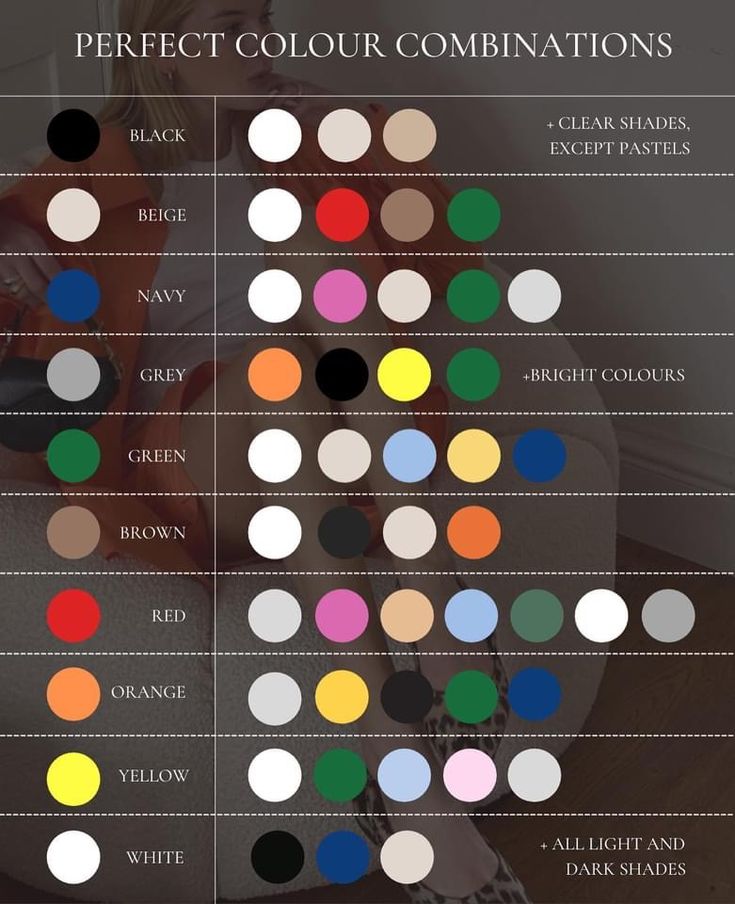 PERFECT COLOUR COMBINATIONS
BLACK
+ CLEAR SHADES,
EXCEPT PASTELS
BEIGE
NAVY
GREY
+BRIGHT COLOURS
GREEN
BROWN
RED
ORANGE
YELLOW
WHITE
+ ALL LIGHT AND
DARK SHADES